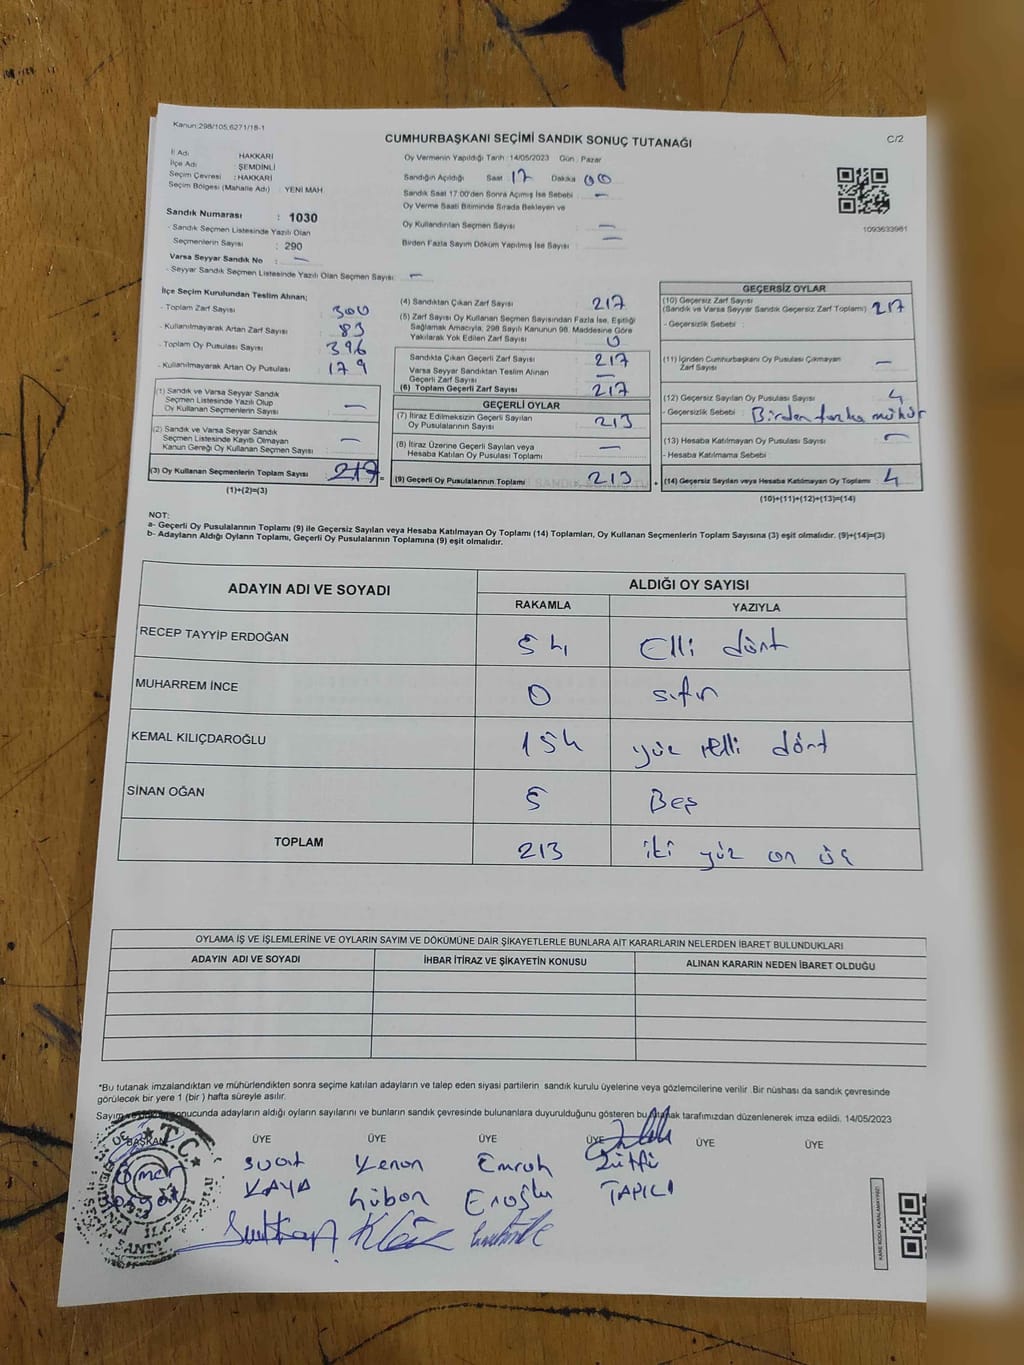 Kanun:298/105;6271/18-1
CUMHURBAŞKANI SEÇİMİ SANDIK SONUÇ TUTANAĞI
C/2
İl Adı : HAKKARİ
İlçe Adı : ŞEMDİNLİ
Seçim Çevresi : HAKKARİ
Seçim Bölgesi (Mahalle Adı) : YENİ MAH
Sandık Numarası : 1030
- Sandık Seçmen Listesinde Yazılı Olan
Seçmenlerin Sayısı : 290
Varsa Seyyar Sandık No : —
- Seyyar Sandık Seçmen Listesinde Yazılı Olan Seçmen Sayısı: —
Oy Vermenin Yapıldığı Tarih : 14/05/2023 Gün : Pazar
Sandığın Açıldığı Saat 17 Dakika 00
Sandık Saat 17:00'den Sonra Açılmış İse Sebebi : —
Oy Verme Saati Bitiminde Sırada Bekleyen ve
Oy Kullandırılan Seçmen Sayısı : —
Birden Fazla Sayım Döküm Yapılmış İse Sayısı : —
1093633961
İlçe Seçim Kurulundan Teslim Alınan;
- Toplam Zarf Sayısı : 300
- Kullanılmayarak Artan Zarf Sayısı : 83
- Toplam Oy Pusulası Sayısı : 396
- Kullanılmayarak Artan Oy Pusulası : 179
(1) Sandık ve Varsa Seyyar Sandık
Seçmen Listesinde Yazılı Olup
Oy Kullanan Seçmenlerin Sayısı : —
(2) Sandık ve Varsa Seyyar Sandık
Seçmen Listesinde Kayıtlı Olmayan
Kanun Gereği Oy Kullanan Seçmen Sayısı : —
(3) Oy Kullanan Seçmenlerin Toplam Sayısı : 217 =
(1)+(2)=(3)
(4) Sandıktan Çıkan Zarf Sayısı : 217
(5) Zarf Sayısı Oy Kullanan Seçmen Sayısından Fazla İse, Eşitliği
Sağlamak Amacıyla, 298 Sayılı Kanunun 98. Maddesine Göre
Yakılarak Yok Edilen Zarf Sayısı : 0
Sandıkta Çıkan Geçerli Zarf Sayısı : 217
Varsa Seyyar Sandıktan Teslim Alınan
Geçerli Zarf Sayısı : —
(6) Toplam Geçerli Zarf Sayısı : 217
GEÇERLİ OYLAR
(7) İtiraz Edilmeksizin Geçerli Sayılan
Oy Pusulalarının Sayısı : 213
(8) İtiraz Üzerine Geçerli Sayılan veya
Hesaba Katılan Oy Pusulası Toplamı : —
(9) Geçerli Oy Pusulalarının Toplamı : 213 +
GEÇERSİZ OYLAR
(10) Geçersiz Zarf Sayısı
(Sandık ve Varsa Seyyar Sandık Geçersiz Zarf Toplamı) : 217
- Geçersizlik Sebebi :
(11) İçinden Cumhurbaşkanı Oy Pusulası Çıkmayan
Zarf Sayısı : —
(12) Geçersiz Sayılan Oy Pusulası Sayısı : 4
- Geçersizlik Sebebi : Birden fazla mühür
(13) Hesaba Katılmayan Oy Pusulası Sayısı : —
- Hesaba Katılmama Sebebi
(14) Geçersiz Sayılan veya Hesaba Katılmayan Oy Toplamı : 4
(10)+(11)+(12)+(13)=(14)
NOT:
a- Geçerli Oy Pusulalarının Toplamı (9) ile Geçersiz Sayılan veya Hesaba Katılmayan Oy Toplamı (14) Toplamları, Oy Kullanan Seçmenlerin Toplam Sayısına (3) eşit olmalıdır. (9)+(14)=(3)
b- Adayların Aldığı Oyların Toplamı, Geçerli Oy Pusulalarının Toplamına (9) eşit olmalıdır.
ADAYIN ADI VE SOYADI
ALDIĞI OY SAYISI
RAKAMLA YAZIYLA
RECEP TAYYİP ERDOĞAN 54 Elli dört
MUHARREM İNCE 0 sıfır
KEMAL KILIÇDAROĞLU 154 yüz elli dört
SİNAN OĞAN 5 Beş
TOPLAM 213 iki yüz on üç
OYLAMA İŞ VE İŞLEMLERİNE VE OYLARIN SAYIM VE DÖKÜMÜNE DAİR ŞİKAYETLERLE BUNLARA AİT KARARLARIN NELERDEN İBARET BULUNDUKLARI
ADAYIN ADI VE SOYADI İHBAR İTİRAZ VE ŞİKAYETİN KONUSU ALINAN KARARIN NEDEN İBARET OLDUĞU
*Bu tutanak imzalandıktan ve mühürlendikten sonra seçime katılan adayların ve talep eden siyasi partilerin sandık kurulu üyelerine veya gözlemcilerine verilir. Bir nüshası da sandık çevresinde
görülecek bir yere 1 (bir) hafta süreyle asılır.
Sayım ve sonucunda adayların aldığı oyların sayılarını ve bunların sandık çevresinde bulunanlara duyurulduğunu gösteren bu tutanak tarafımızdan düzenlenerek imza edildi. 14/05/2023
BAŞKAN ÜYE ÜYE ÜYE ÜYE ÜYE ÜYE
Ömer Suat Kenan Emrah Lütfi
KAYA Eroğlu TAPICI
T.C.